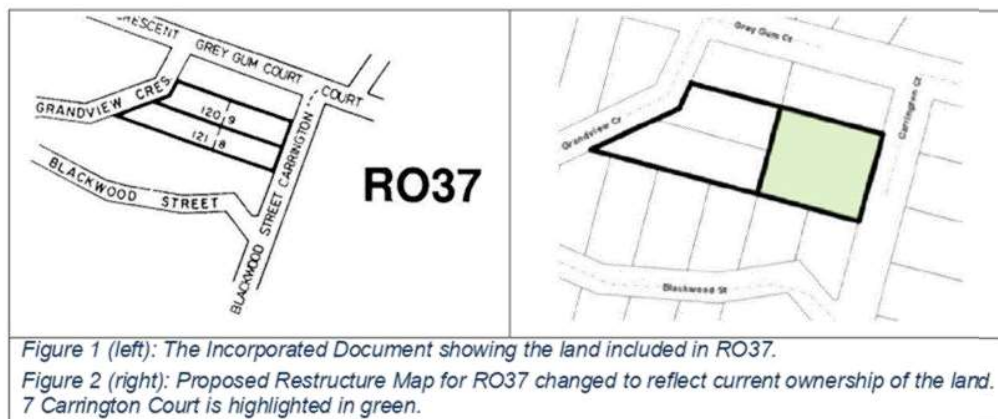 CRESCENT
GREY GUM COURT
COURT
GRANDVIEW CRES
120 9
121 8
BLACKWOOD STREET
BLACKWOOD STREET CARRINGTON
RO37
Grey Gum Ct
Carrington Ct
Grandview Cr
Blackwood St
Figure 1 (left): The Incorporated Document showing the land included in RO37.
Figure 2 (right): Proposed Restructure Map for RO37 changed to reflect current ownership of the land.
7 Carrington Court is highlighted in green.